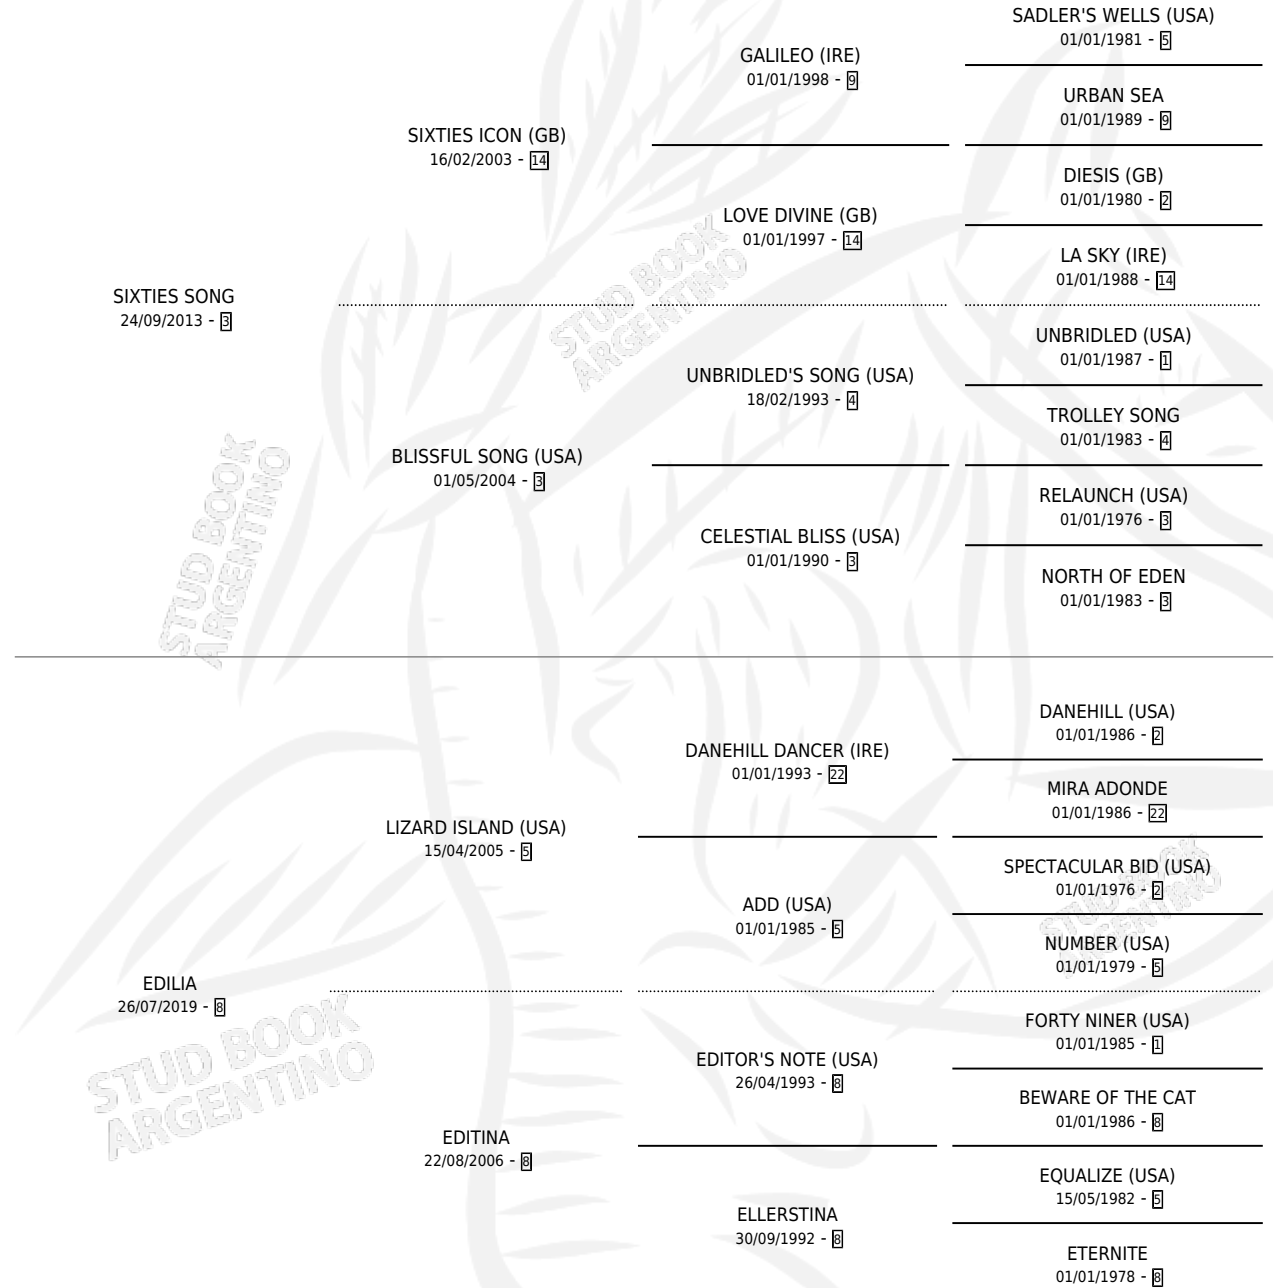 SADLER'S WELLS (USA)
01/01/1981 - 5
GALILEO (IRE)
01/01/1998 - 9
URBAN SEA
01/01/1989 - 9
SIXTIES ICON (GB)
16/02/2003 - 14
DIESIS (GB)
01/01/1980 - 2
LOVE DIVINE (GB)
01/01/1997 - 14
LA SKY (IRE)
01/01/1988 - 14
SIXTIES SONG
24/09/2013 - 3
STUD BOOK
ARGENTINO
UNBRIDLED (USA)
01/01/1987 - 1
UNBRIDLED'S SONG (USA)
18/02/1993 - 4
TROLLEY SONG
01/01/1983 - 4
BLISSFUL SONG (USA)
01/05/2004 - 3
RELAUNCH (USA)
01/01/1976 - 3
CELESTIAL BLISS (USA)
01/01/1990 - 3
NORTH OF EDEN
01/01/1983 - 3
STUD BOOK
ARGENTINO
DANEHILL (USA)
01/01/1986 - 2
DANEHILL DANCER (IRE)
01/01/1993 - 22
MIRA ADONDE
01/01/1986 - 22
LIZARD ISLAND (USA)
15/04/2005 - 5
SPECTACULAR BID (USA)
01/01/1976 - 2
ADD (USA)
01/01/1985 - 5
NUMBER (USA)
01/01/1979 - 5
STUD BOOK
ARGENTINO
EDILIA
26/07/2019 - 8
FORTY NINER (USA)
01/01/1985 - 1
EDITOR'S NOTE (USA)
26/04/1993 - 8
BEWARE OF THE CAT
01/01/1986 - 8
STUD BOOK
ARGENTINO
EDITINA
22/08/2006 - 8
EQUALIZE (USA)
15/05/1982 - 5
ELLERSTINA
30/09/1992 - 8
ETERNITE
01/01/1978 - 8